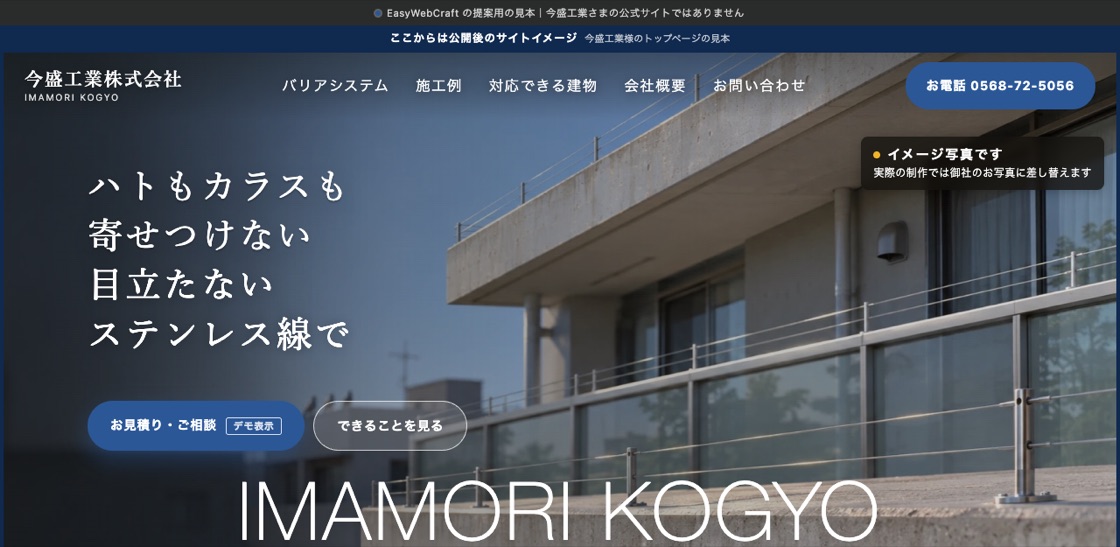 EasyWebCraft の提案用の見本｜今盛工業さまの公式サイトではありません
ここからは公開後のサイトイメージ 今盛工業様のトップページの見本
今盛工業株式会社
IMAMORI KOGYO
バリアシステム 施工例 対応できる建物 会社概要 お問い合わせ
お電話 0568-72-5056
イメージ写真です
実際の制作では御社のお写真に差し替えます
ハトもカラスも
寄せつけない
目立たない
ステンレス線で
お見積り・ご相談 デモ表示 できることを見る
IMAMORI KOGYO